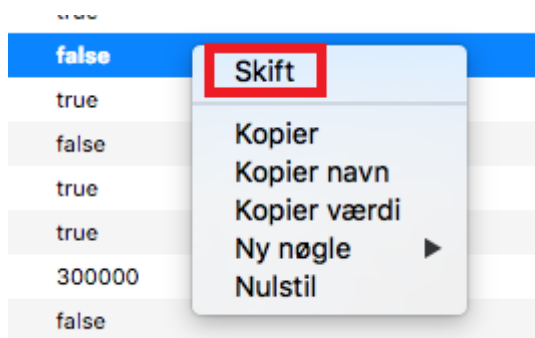 false
Skift
true
Kopier
false
Kopier navn
true
Kopier værdi
true
Ny nøgle
300000
Nulstil
false